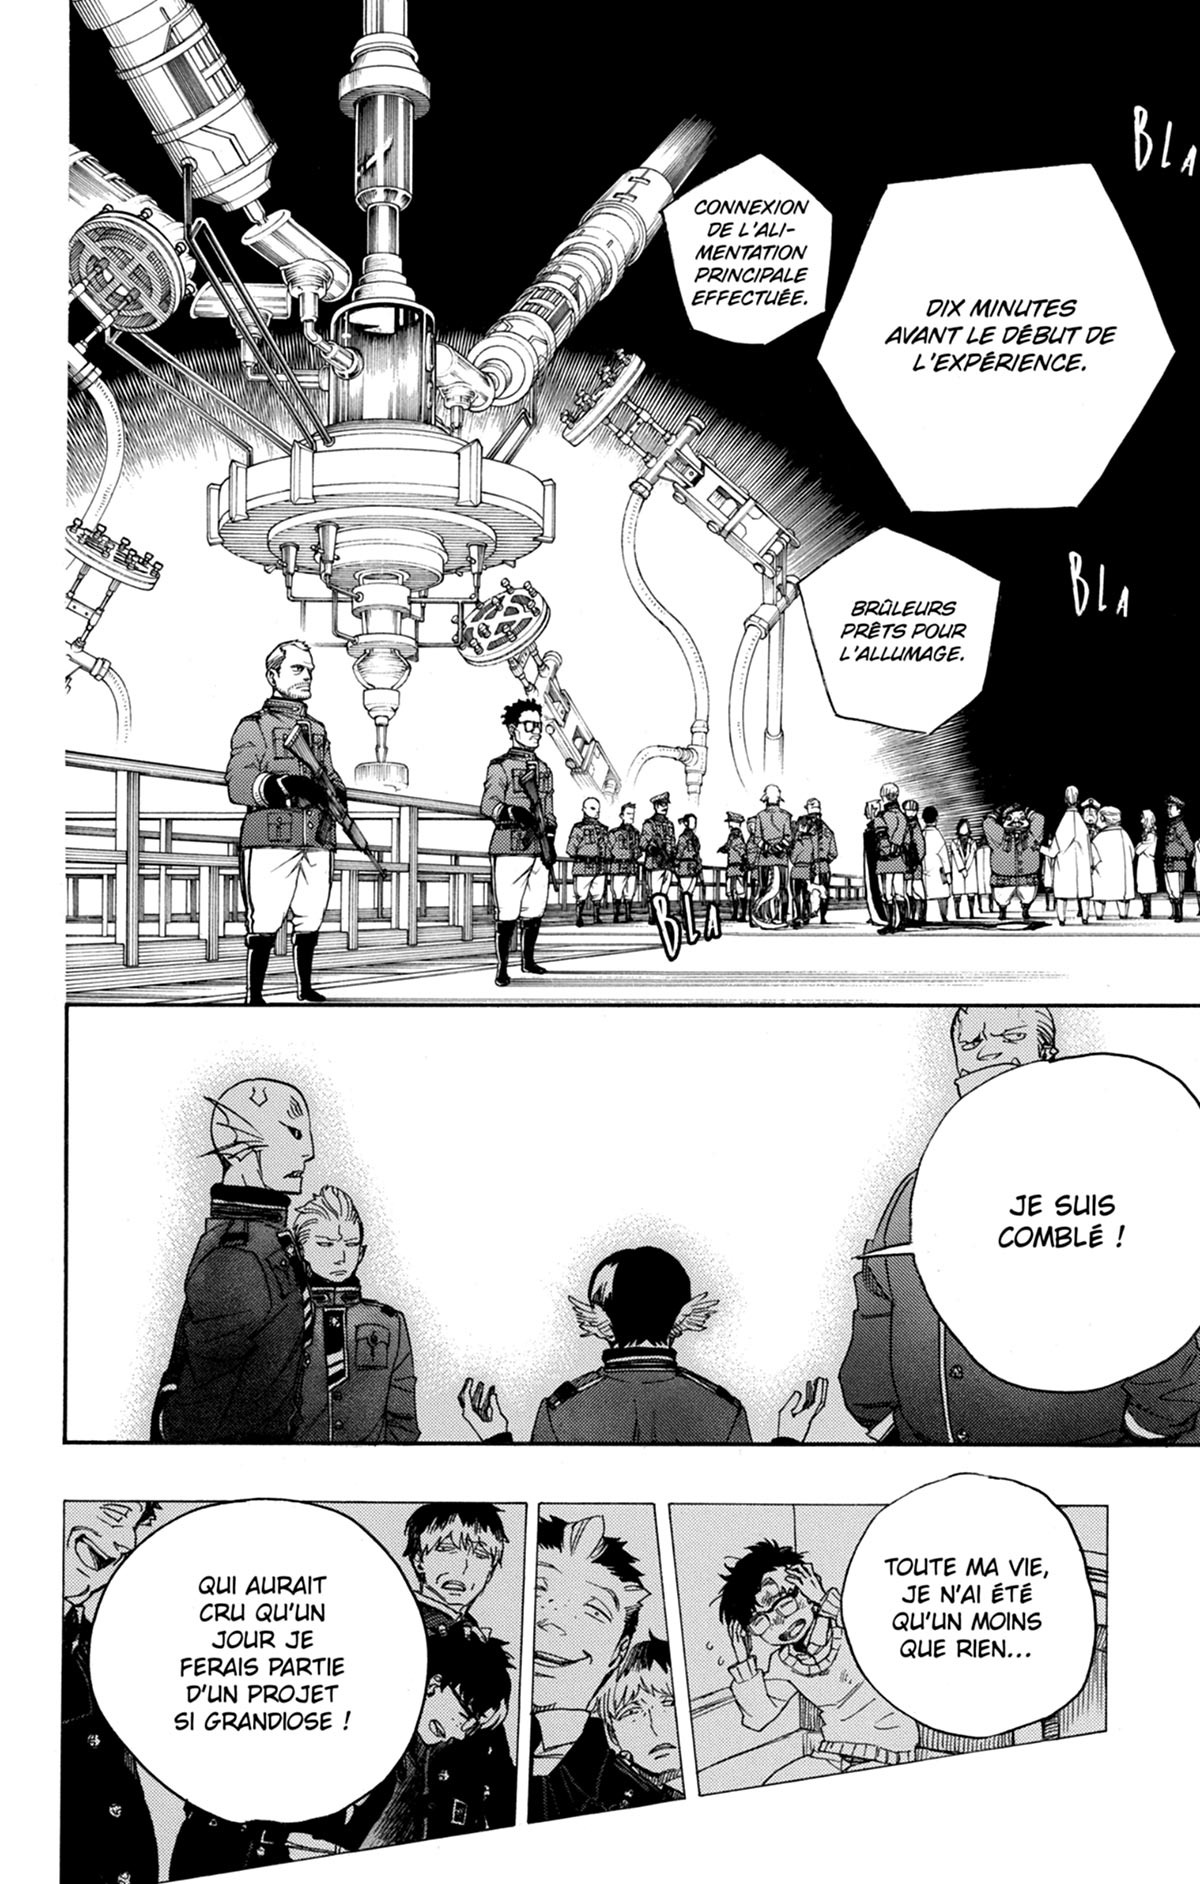 BLA
DIX MINUTES
AVANT LE DÉBUT DE
L'EXPÉRIENCE.
CONNEXION
DE L'ALI-
MENTATION
PRINCIPALE
EFFECTUÉE.
BLA
BRÛLEURS
PRÊTS POUR
L'ALLUMAGE.
BLA
JE SUIS
COMBLÉ !
TOUTE MA VIE,
JE N'AI ÉTÉ
QU'UN MOINS
QUE RIEN...
QUI AURAIT
CRU QU'UN
JOUR JE
FERAIS PARTIE
D'UN PROJET
SI GRANDIOSE !